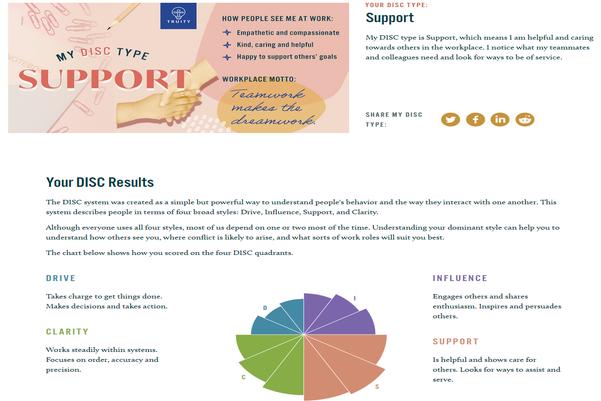 TRUITY
MY DISC TYPE
SUPPORT
HOW PEOPLE SEE ME AT WORK:
Empathetic and compassionate
Kind, caring and helpful
Happy to support others' goals
WORKPLACE MOTTO:
Teamwork
makes the
dreamwork.
YOUR DISC TYPE:
Support
My DISC type is Support, which means I am helpful and caring
towards others in the workplace. I notice what my teammates
and colleagues need and look for ways to be of service.
SHARE MY DISC
TYPE:
Your DISC Results
The DISC system was created as a simple but powerful way to understand people's behavior and the way they interact with one another. This
system describes people in terms of four broad styles: Drive, Influence, Support, and Clarity.
Although everyone uses all four styles, most of us depend on one or two most of the time. Understanding your dominant style can help you to
understand how others see you, where conflict is likely to arise, and what sorts of work roles will suit you best.
The chart below shows how you scored on the four DISC quadrants.
DRIVE
Takes charge to get things done.
Makes decisions and takes action.
CLARITY
Works steadily within systems.
Focuses on order, accuracy and
precision.
D
I
C
S
INFLUENCE
Engages others and shares
enthusiasm. Inspires and persuades
others.
SUPPORT
Is helpful and shows care for
others. Looks for ways to assist and
serve.